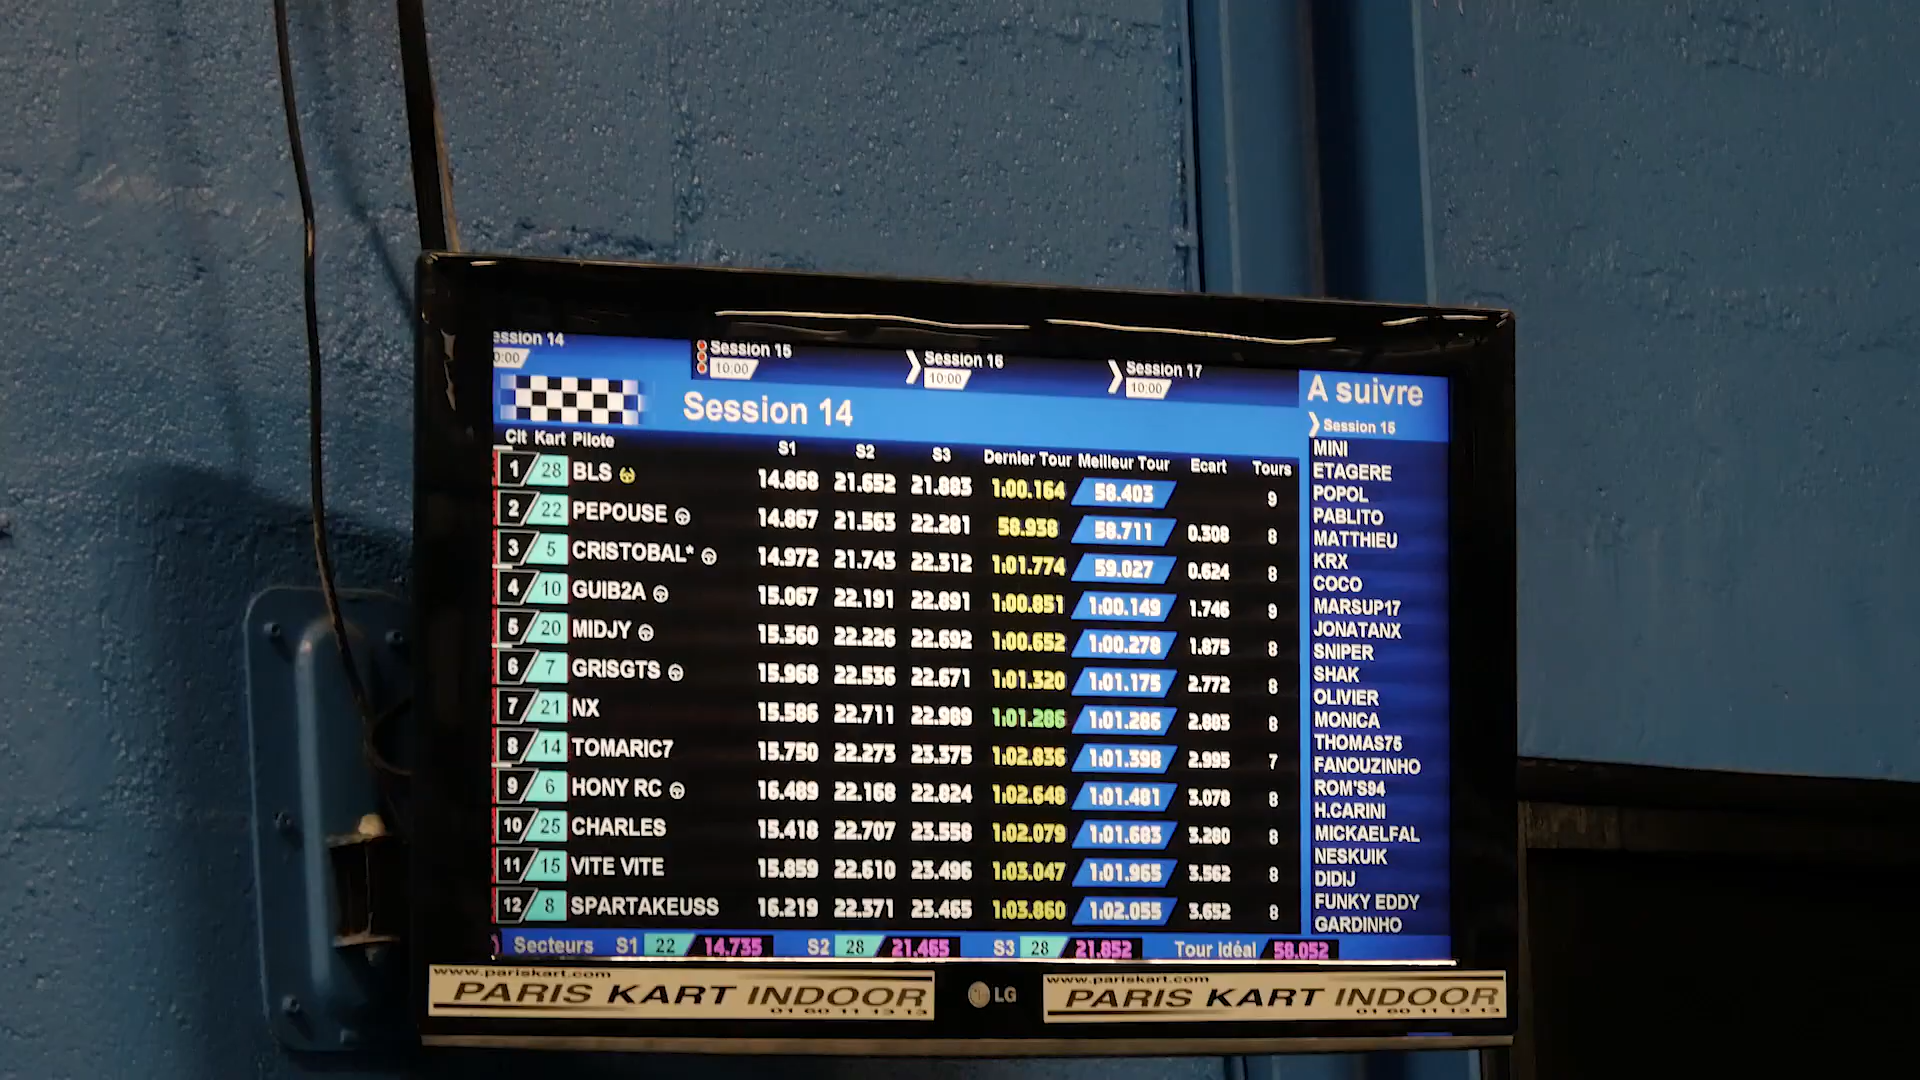 ession 14
0:00
Session 15
10:00
Session 16
10:00
Session 17
10:00
Session 14
Clt Kart Pilote S1 S2 S3 Dernier Tour Meilleur Tour Ecart Tours
1 28 BLS 14.868 21.652 21.883 1:00.164 58.403 9
2 22 PEPOUSE 14.867 21.563 22.281 58.938 58.711 0.308 8
3 5 CRISTOBAL* 14.972 21.743 22.312 1:01.774 59.027 0.624 8
4 10 GUIB2A 15.067 22.191 22.891 1:00.851 1:00.149 1.746 9
5 20 MIDJY 15.360 22.226 22.692 1:00.652 1:00.278 1.875 8
6 7 GRISGTS 15.968 22.536 22.671 1:01.320 1:01.175 2.772 8
7 21 NX 15.586 22.711 22.989 1:01.286 1:01.286 2.883 8
8 14 TOMARIC7 15.750 22.273 23.375 1:02.836 1:01.398 2.995 7
9 6 HONY RC 16.489 22.168 22.824 1:02.648 1:01.481 3.078 8
10 25 CHARLES 15.418 22.707 23.558 1:02.079 1:01.683 3.280 8
11 15 VITE VITE 15.859 22.610 23.496 1:03.047 1:01.965 3.562 8
12 8 SPARTAKEUSS 16.219 22.371 23.465 1:03.860 1:02.055 3.652 8
Secteurs S1 22 14.735 S2 28 21.465 S3 28 21.852 Tour idéal 58.052
A suivre
Session 15
MINI
ETAGERE
POPOL
PABLITO
MATTHIEU
KRX
COCO
MARSUP17
JONATANX
SNIPER
SHAK
OLIVIER
MONICA
THOMAS75
FANOUZINHO
ROM'S94
H.CARINI
MICKAELFAL
NESKUIK
DIDIJ
FUNKY EDDY
GARDINHO
www.pariskart.com
PARIS KART INDOOR
01 60 11 13 13
LG
www.pariskart.com
PARIS KART INDOOR
01 60 11 13 13